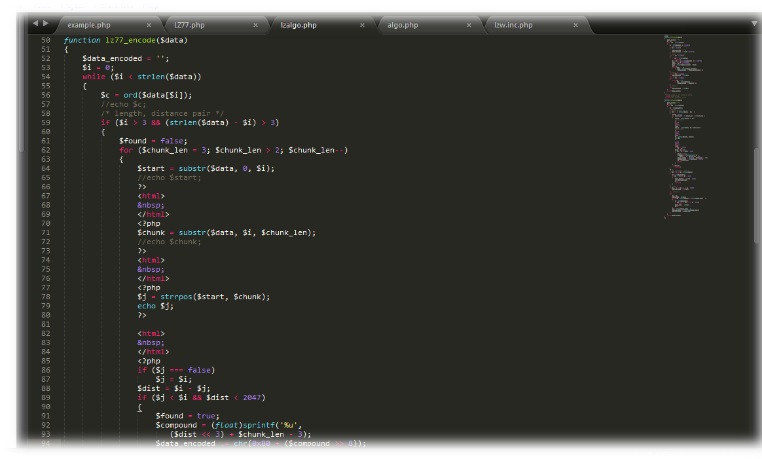 example.php × LZ77.php × lzalgo.php × algo.php × lzw.inc.php ×
50 function lz77_encode($data)
51 {
52 $data_encoded = '';
53 $i = 0;
54 while ($i < strlen($data))
55 {
56 $c = ord($data[$i]);
57 //echo $c;
58 /* length, distance pair */
59 if ($i > 3 && (strlen($data) - $i) > 3)
60 {
61 $found = false;
62 for ($chunk_len = 3; $chunk_len > 2; $chunk_len--)
63 {
64 $start = substr($data, 0, $i);
65 //echo $start;
66 ?>
67 <html>
68 &nbsp;
69 </html>
70 <?php
71 $chunk = substr($data, $i, $chunk_len);
72 //echo $chunk;
73 ?>
74 <html>
75 &nbsp;
76 </html>
77 <?php
78 $j = strrpos($start, $chunk);
79 echo $j;
80 ?>
81
82 <html>
83 &nbsp;
84 </html>
85 <?php
86 if ($j === false)
87 $j = $i;
88 $dist = $i - $j;
89 if ($j < $i && $dist < 2047)
90 {
91 $found = true;
92 $compound = (float)sprintf('%u',
93 ($dist << 3) + $chunk_len - 3);
94 $data_encoded chr(0x80 + ($compound >> 8));